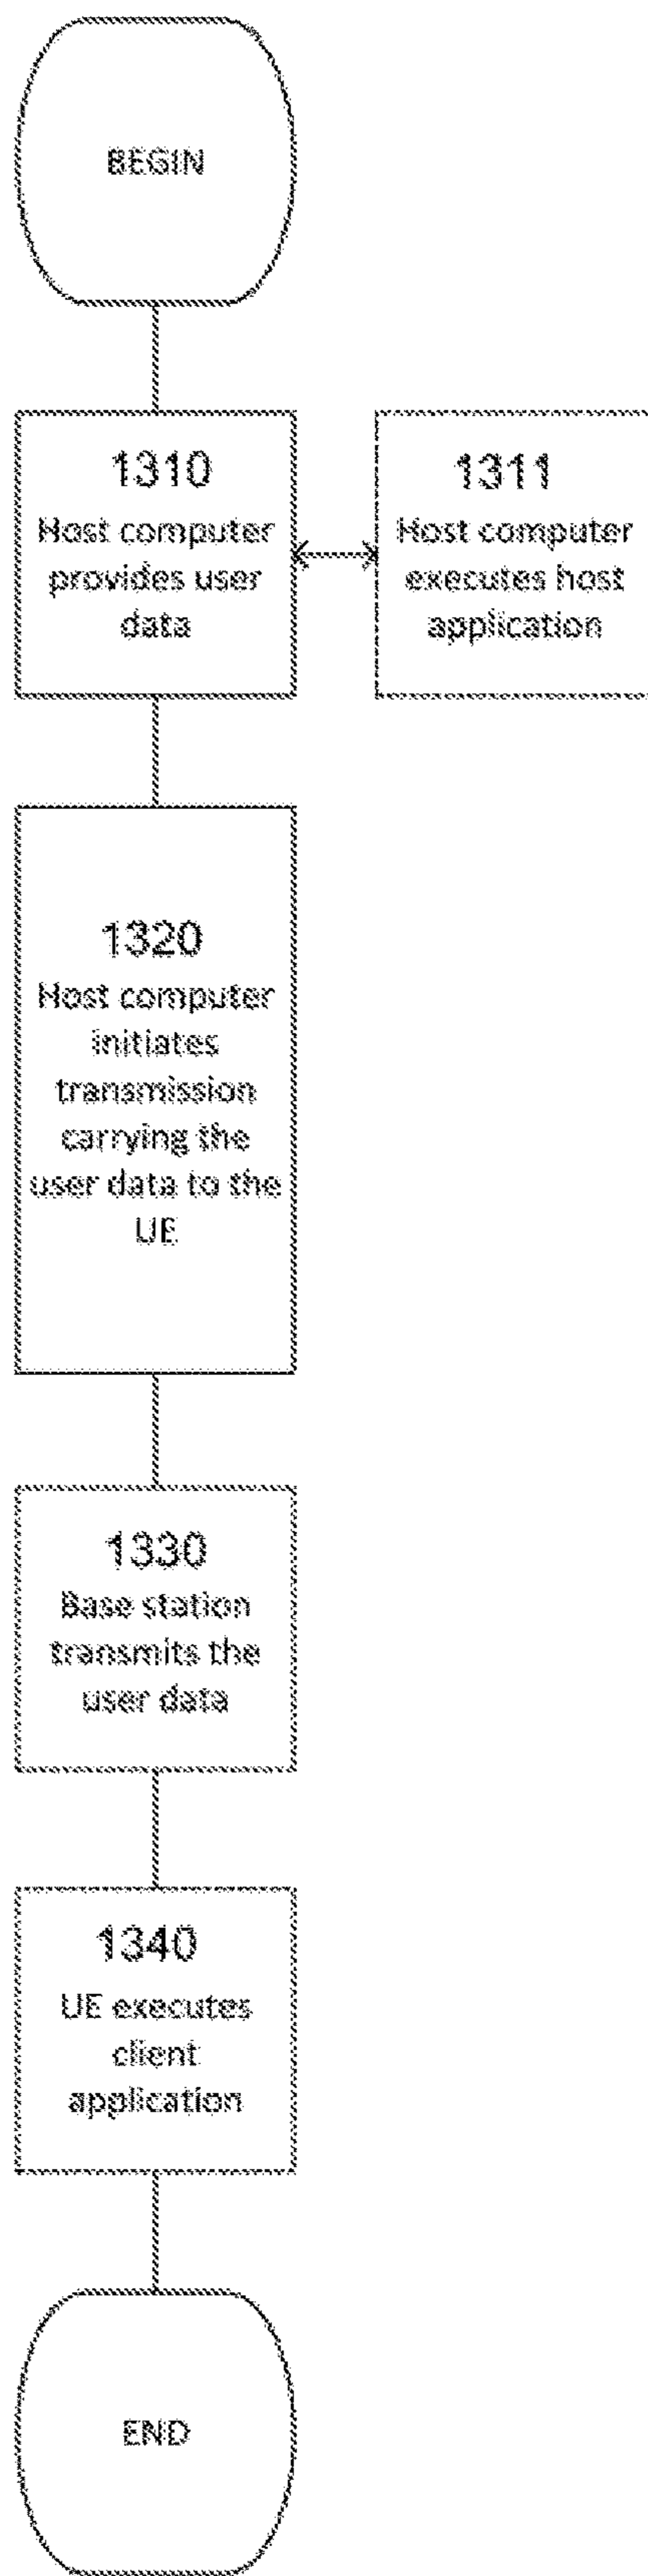 BEGIN
1310
Host computer
provides user
data
1311
Host computer
executes host
application
1320
Host computer
initiates
transmission
carrying the
user data to the
UE
1330
Base station
transmits the
user data
1340
UE executes
client
application
END